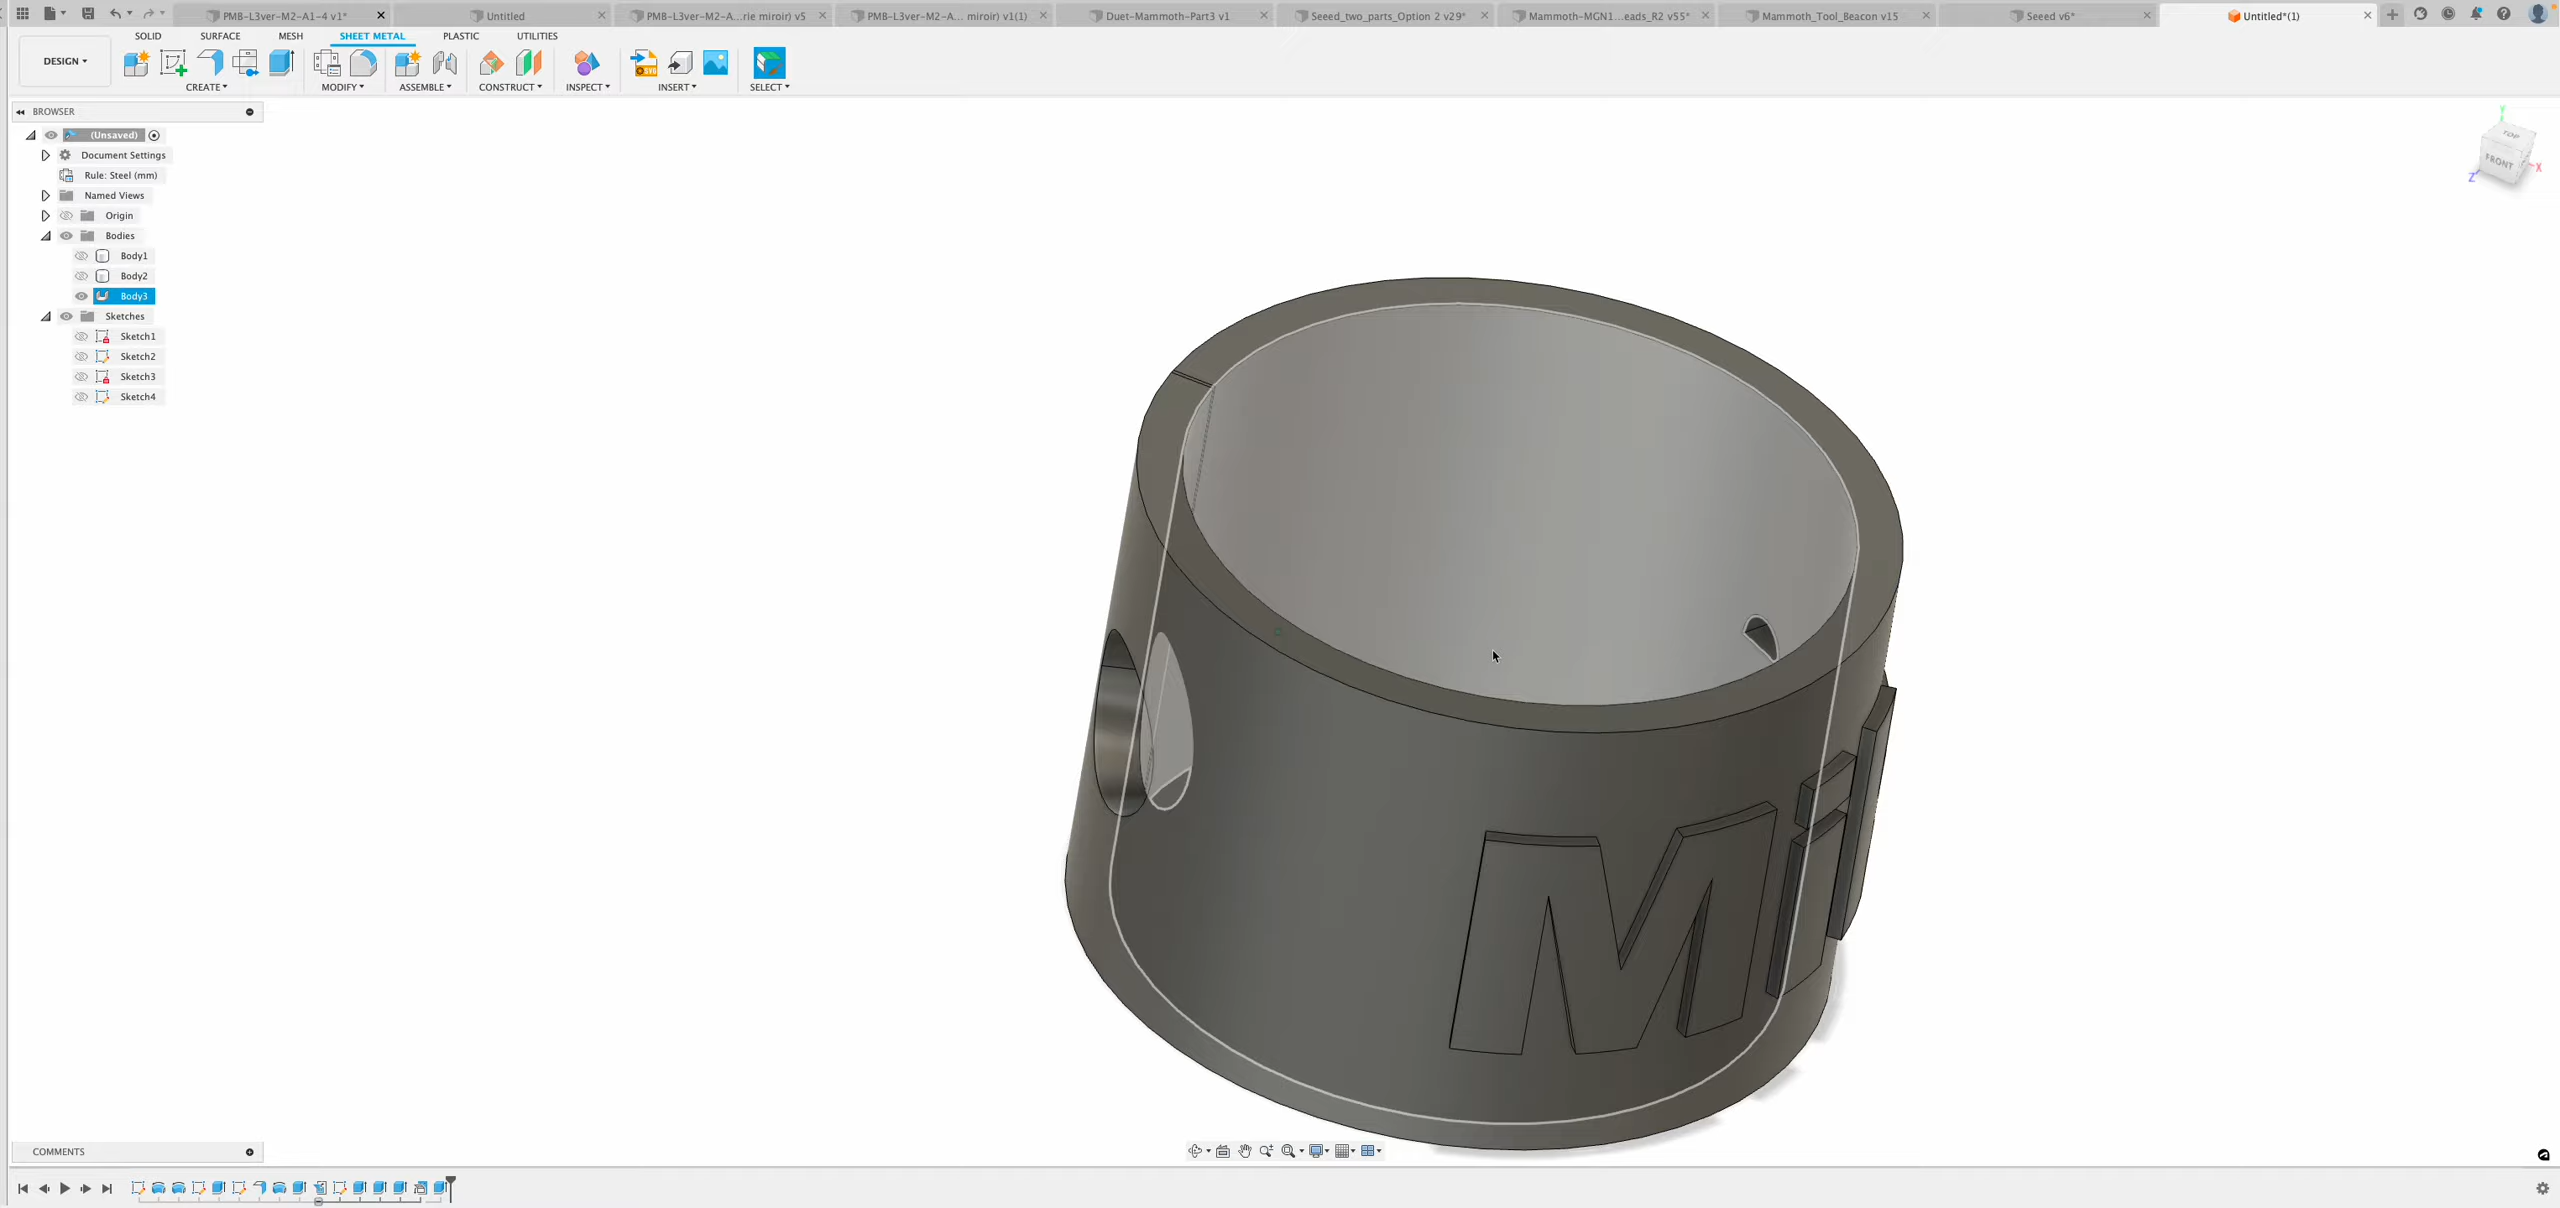 PMB-L3ver-M2-A1-4 v1*
Untitled
PMB-L3ver-M2-A...rie miroir) v5
PMB-L3ver-M2-A... miroir) v1(1)
Duet-Mammoth-Part3 v1
Seeed_two_parts_Option 2 v29*
Mammoth-MGN1...eads_R2 v55*
Mammoth_Tool_Beacon v15
Seeed v6*
Untitled*(1)
SOLID
SURFACE
MESH
SHEET METAL
PLASTIC
UTILITIES
DESIGN
CREATE
MODIFY
ASSEMBLE
CONSTRUCT
INSPECT
INSERT
SELECT
BROWSER
(Unsaved)
Document Settings
Rule: Steel (mm)
Named Views
Origin
Bodies
Body1
Body2
Body3
Sketches
Sketch1
Sketch2
Sketch3
Sketch4
Y
TOP
FRONT
X
Z
Mil
COMMENTS